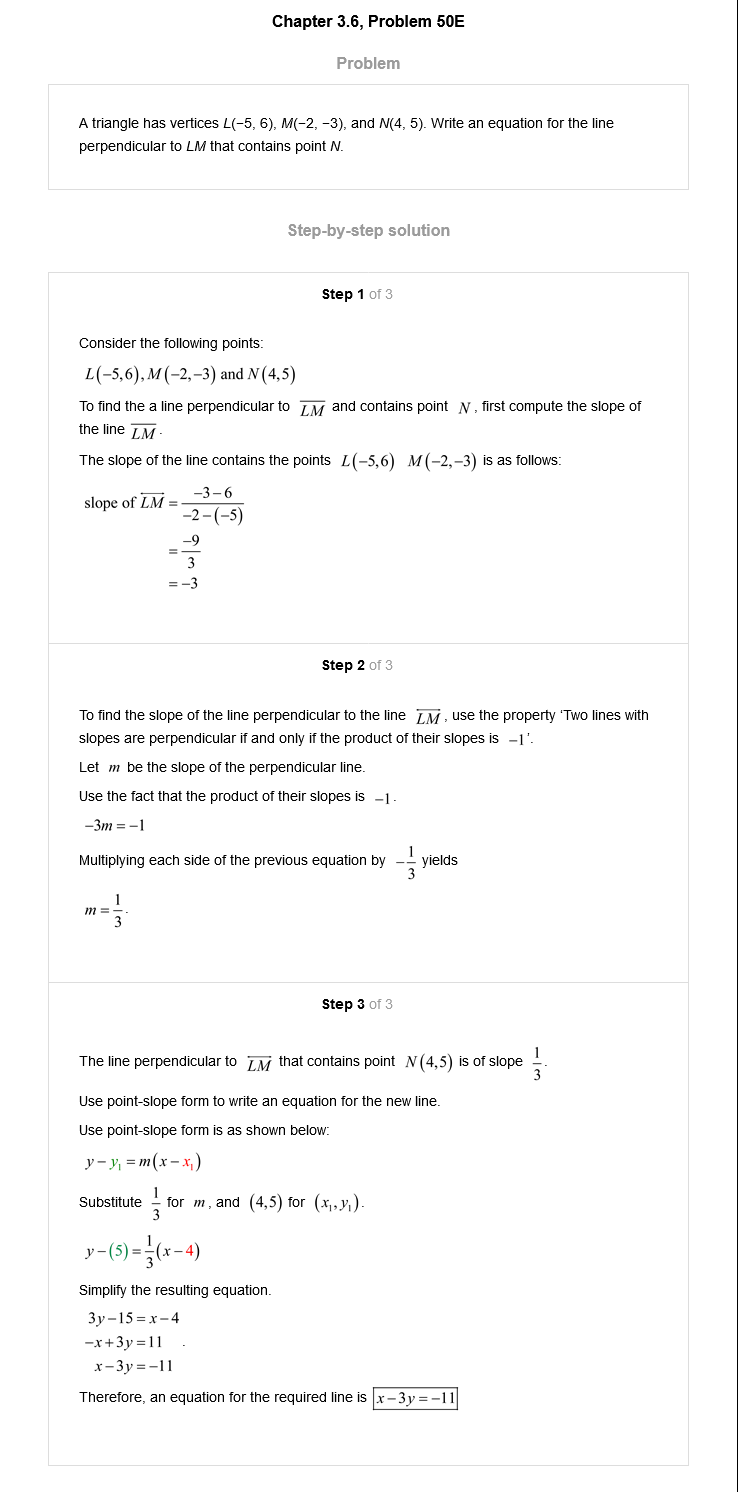 Chapter 3.6, Problem 50E
Problem
A triangle has vertices L(−5, 6), M(−2, −3), and N(4, 5). Write an equation for the line
perpendicular to LM that contains point N.
Step-by-step solution
Step 1 of 3
Consider the following points:
L(−5,6), M(−2,−3) and N(4,5)
To find the a line perpendicular to L̅M̅ and contains point N, first compute the slope of
the line L̅M̅.
The slope of the line contains the points L(−5,6) M(−2,−3) is as follows:
slope of \overleftrightarrow{LM} = \frac{−3−6}{−2−(−5)}
= \frac{−9}{3}
= −3
Step 2 of 3
To find the slope of the line perpendicular to the line \overleftrightarrow{LM}, use the property ‘Two lines with
slopes are perpendicular if and only if the product of their slopes is −1’.
Let m be the slope of the perpendicular line.
Use the fact that the product of their slopes is −1.
−3m = −1
Multiplying each side of the previous equation by −\frac{1}{3} yields
m = \frac{1}{3}.
Step 3 of 3
The line perpendicular to \overleftrightarrow{LM} that contains point N(4,5) is of slope \frac{1}{3}.
Use point-slope form to write an equation for the new line.
Use point-slope form is as shown below:
y − y₁ = m(x − x₁)
Substitute \frac{1}{3} for m, and (4,5) for (x₁, y₁).
y − (5) = \frac{1}{3}(x − 4)
Simplify the resulting equation.
3y − 15 = x − 4
−x + 3y = 11 .
x − 3y = −11
Therefore, an equation for the required line is x − 3y = −11